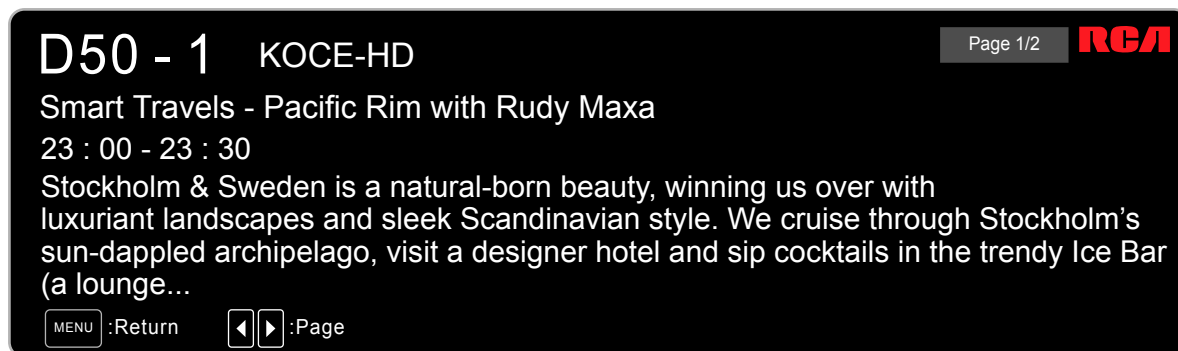 D50 - 1 KOCE-HD Page 1/2 RCA
Smart Travels - Pacific Rim with Rudy Maxa
23 : 00 - 23 : 30
Stockholm & Sweden is a natural-born beauty, winning us over with
luxuriant landscapes and sleek Scandinavian style. We cruise through Stockholm’s
sun-dappled archipelago, visit a designer hotel and sip cocktails in the trendy Ice Bar
(a lounge...
MENU :Return :Page